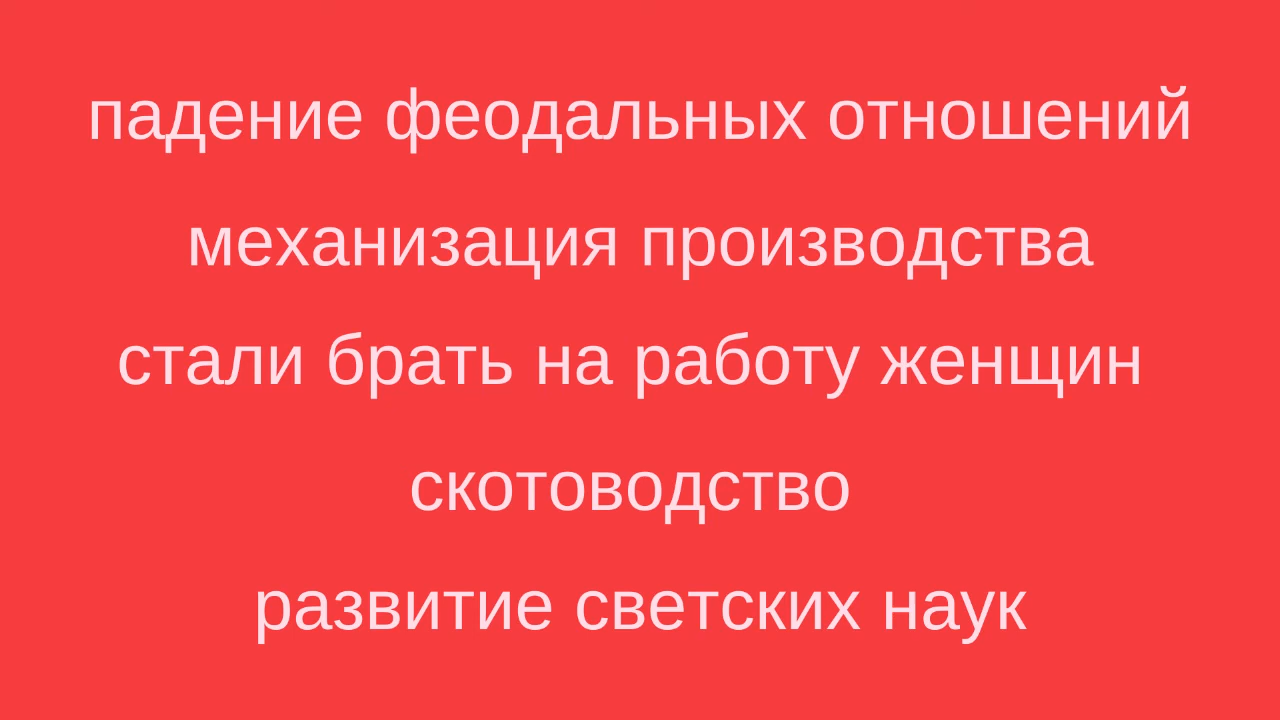 падение феодальных отношений
механизация производства
стали брать на работу женщин
скотоводство
развитие светских наук